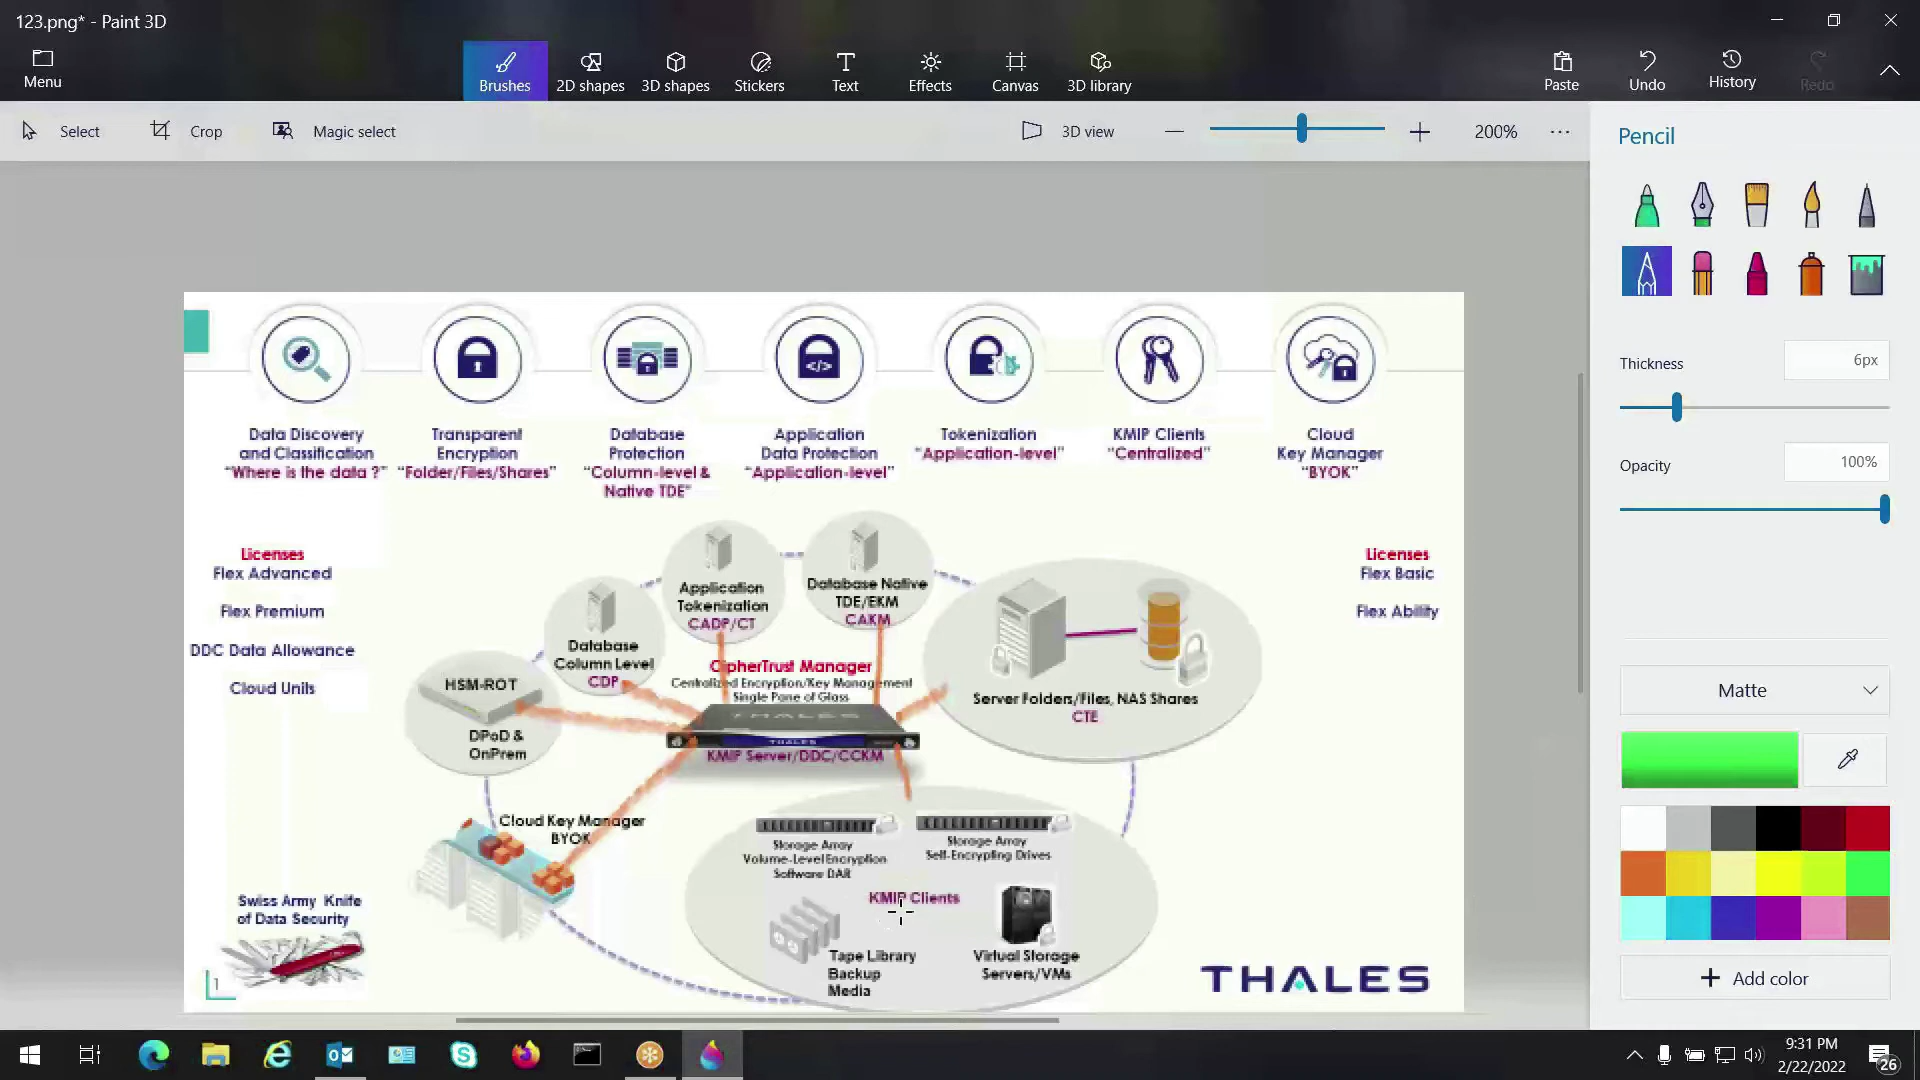 123.png* - Paint 3D
Menu
Brushes
2D shapes
3D shapes
Stickers
Text
Effects
Canvas
3D library
Paste
Undo
History
Redo
Select
Crop
Magic select
3D view
200%
Pencil
Thickness
6px
Opacity
100%
Matte
Add color
Data Discovery
and Classification
"Where is the data ?"
Transparent
Encryption
"Folder/Files/Shares"
Database
Protection
"Column-level &
Native TDE"
Application
Data Protection
"Application-level"
Tokenization
"Application-level"
KMIP Clients
"Centralized"
Cloud
Key Manager
"BYOK"
Licenses
Flex Advanced
Flex Premium
DDC Data Allowance
Cloud Units
Licenses
Flex Basic
Flex Ability
Application
Tokenization
CADP/CT
Database Native
TDE/EKM
CAKM
Database
Column Level
CDP
HSM-ROT
DPoD &
OnPrem
CipherTrust Manager
Centralized Encryption/Key Management
Single Pane of Glass
THALES
THALES
KMIP Server/DDC/CCKM
Server Folders/Files, NAS Shares
CTE
Cloud Key Manager
BYOK
Storage Array
Volume-Level Encryption
Software DAR
Storage Array
Self-Encrypting Drives
KMIP Clients
Tape Library
Backup
Media
Virtual Storage
Servers/VMs
Swiss Army Knife
of Data Security
1
THALES
9:31 PM
2/22/2022
26